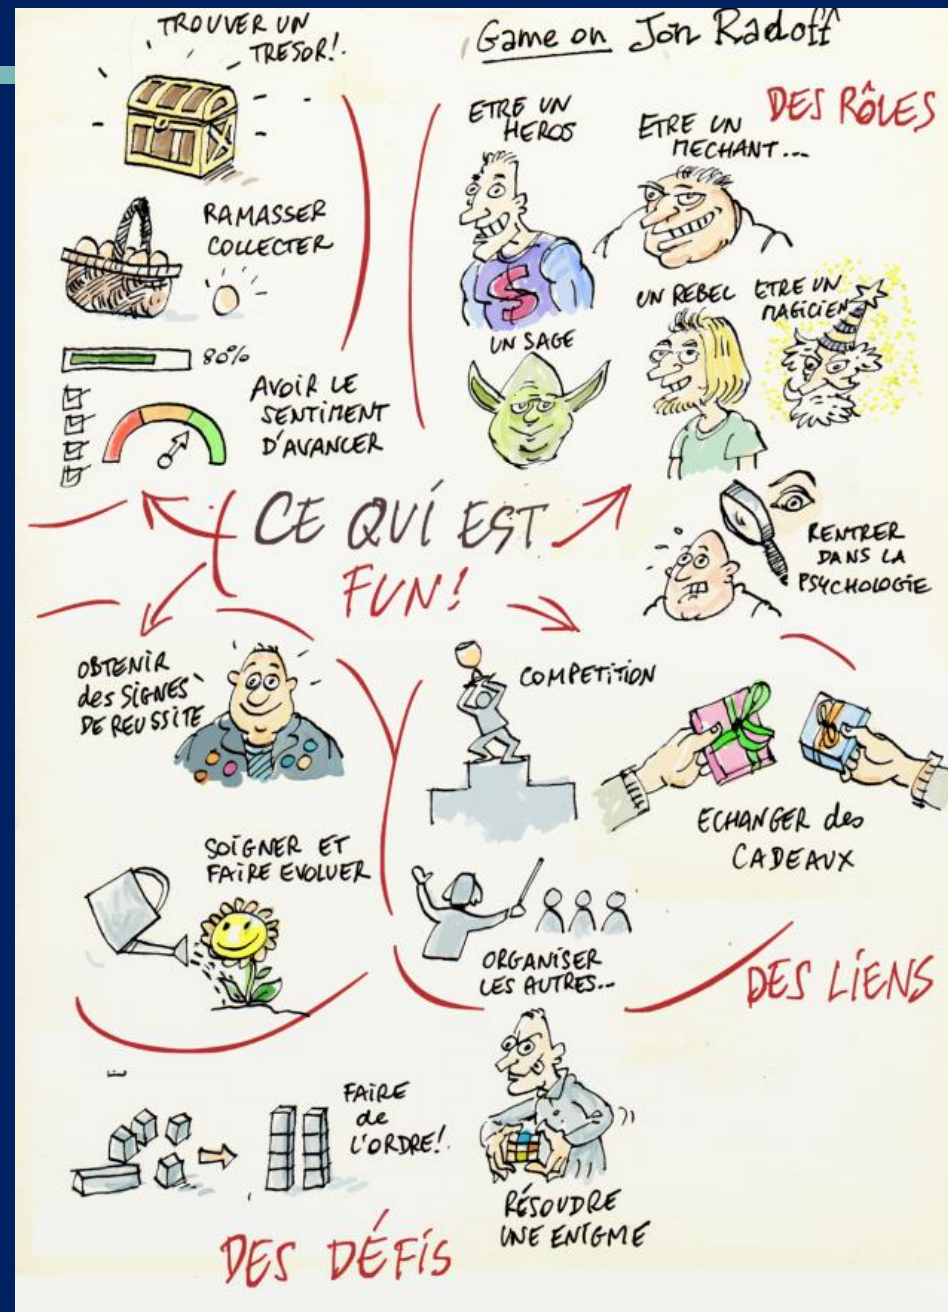 TROUVER UN
TRESOR!.
Game on Jon Radoff
DES RÔLES
ETRE UN
HEROS
ETRE UN
MECHANT...
RAMASSER
COLLECTER
UN REBEL
ETRE UN
MAGICIEN
UN SAGE
S
80%
AVOIR LE
SENTIMENT
D'AVANCER
CE QUI EST
FUN!
RENTRER
DANS LA
PSYCHOLOGIE
OBTENIR
des SIGNES
DE REUSSITE
COMPETITION
ECHANGER des
CADEAUX
SOIGNER ET
FAIRE EVOLUER
ORGANISER
LES AUTRES...
DES LIENS
FAIRE
de
L'ORDRE!
RÉSOUDRE
UNE ENIGME
DES DÉFIS